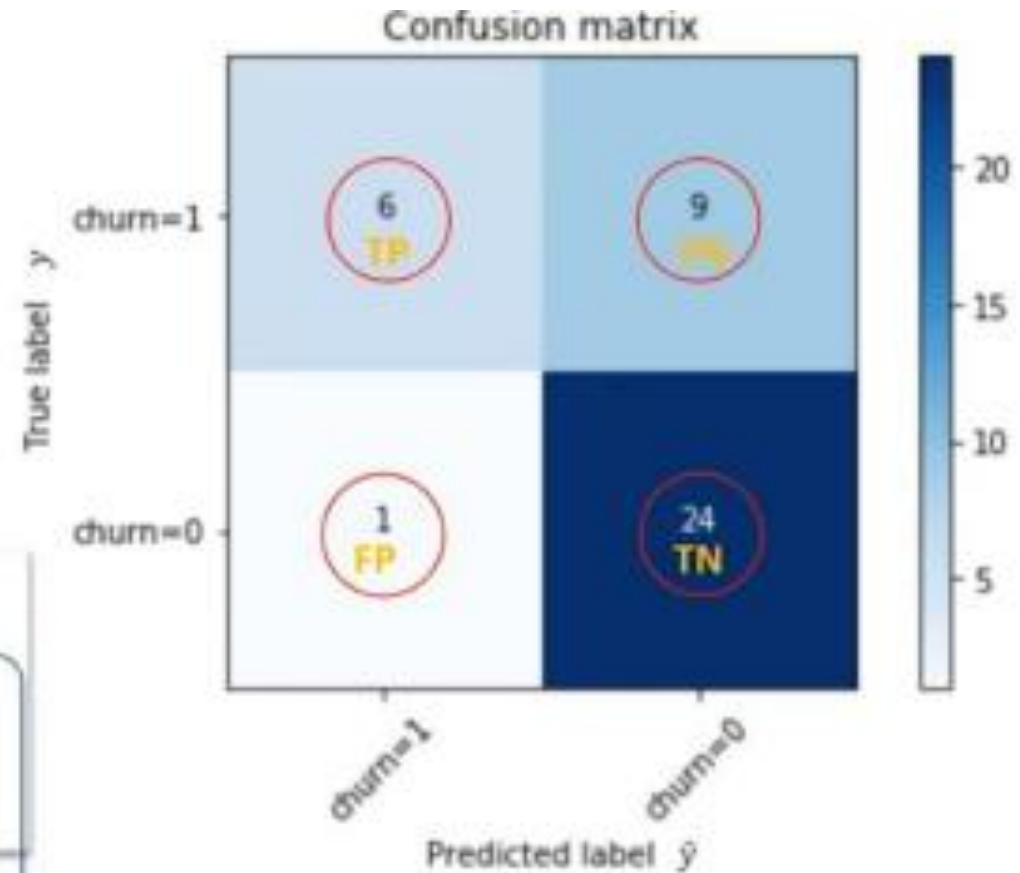 Confusion matrix
6
TP
9
churn=1
1
FP
24
TN
churn=0
True label y
churn=1
churn=0
Predicted label ŷ
20
15
10
5